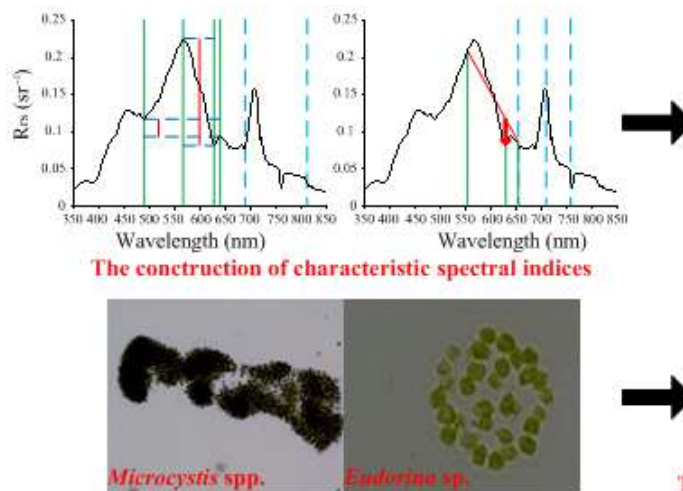 0.25
0.2
0.15
0.1
0.05
0
Rrs (sr⁻¹)
350 400 450 500 550 600 650 700 750 800 850
Wavelength (nm)
0.25
0.2
0.15
0.1
0.05
0
350 400 450 500 550 600 650 700 750 800 850
Wavelength (nm)
The conctruction of characteristic spectral indices
Microcystis spp.
Eudorina sp.
T